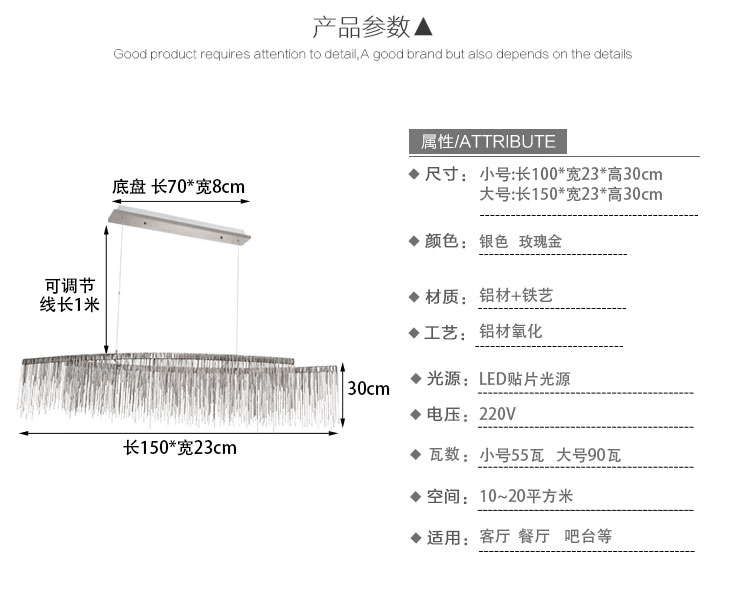 产品参数▲
Good product requires attention to detail,A good brand but also depends on the details
属性/ATTRIBUTE
◆ 尺寸： 小号:长100*宽23*高30cm
大号:长150*宽23*高30cm
◆ 颜色： 银色 玫瑰金
◆ 材质： 铝材+铁艺
◆ 工艺： 铝材氧化
◆ 光源： LED贴片光源
◆ 电压： 220V
◆ 瓦数： 小号55瓦 大号90瓦
◆ 空间： 10~20平方米
◆ 适用： 客厅 餐厅 吧台等
底盘 长70*宽8cm
可调节
线长1米
30cm
长150*宽23cm